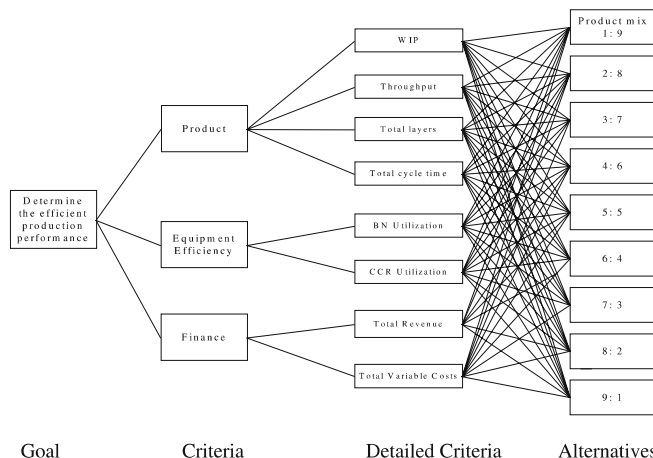 Determine
the efficient
production
performance
Product
Equipment
Efficiency
Finance
WIP
Throughput
Total layers
Total cycle time
BN Utilization
CCR Utilization
Total Revenue
Total Variable Costs
Product mix
1: 9
2: 8
3: 7
4: 6
5: 5
6: 4
7: 3
8: 2
9: 1
Goal
Criteria
Detailed Criteria
Alternatives